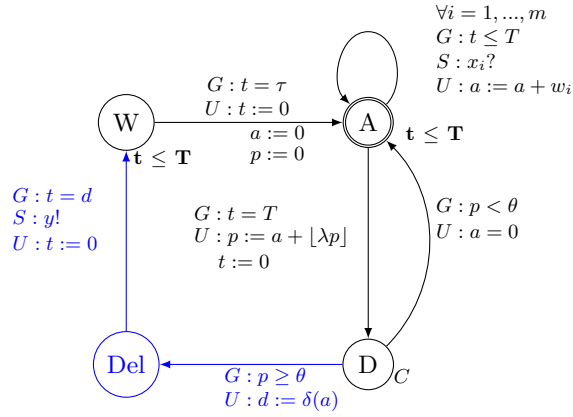 ∀i = 1, ..., m
G : t ≤ T
S : x_i?
U : a := a + w_i
G : t = τ
U : t := 0
a := 0
p := 0
W
t ≤ T
A
t ≤ T
G : t = d
S : y!
U : t := 0
G : t = T
U : p := a + ⌊λp⌋
t := 0
G : p < θ
U : a = 0
Del
D
C
G : p ≥ θ
U : d := δ(a)